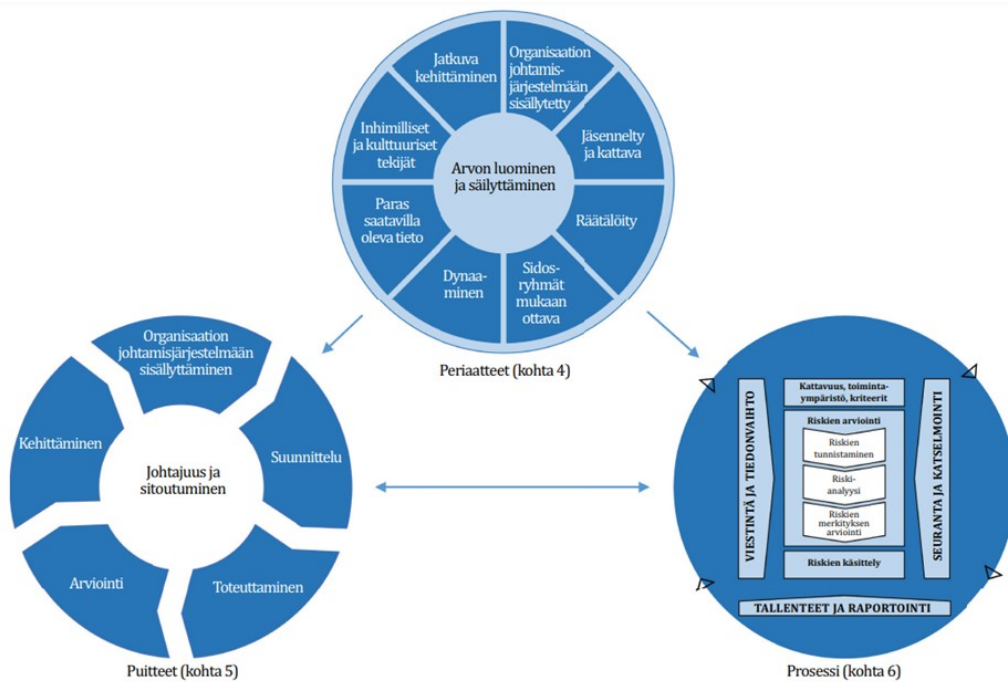 Jatkuva
kehittäminen
Organisaation
johtamis-
järjestelmään
sisällytetty
Inhimilliset
ja kulttuuriset
tekijät
Jäsennelty
ja kattava
Arvon luominen
ja säilyttäminen
Paras
saatavilla
oleva tieto
Räätälöity
Dynaa-
minen
Sidos-
ryhmät
mukaan
ottava
Periaatteet (kohta 4)
Organisaation
johtamisjärjestelmään
sisällyttäminen
Kehittäminen
Suunnittelu
Johtajuus ja
sitoutuminen
Arviointi
Toteuttaminen
Puitteet (kohta 5)
VIESTINTÄ JA TIEDONVAIHTO
Kattavuus, toiminta-
ympäristö, kriteerit
Riskien arviointi
Riskien
tunnistaminen
Riski-
analyysi
Riskien
merkityksen
arviointi
Riskien käsittely
SEURANTA JA KATSELMOINTI
TALLENTEET JA RAPORTOINTI
Prosessi (kohta 6)